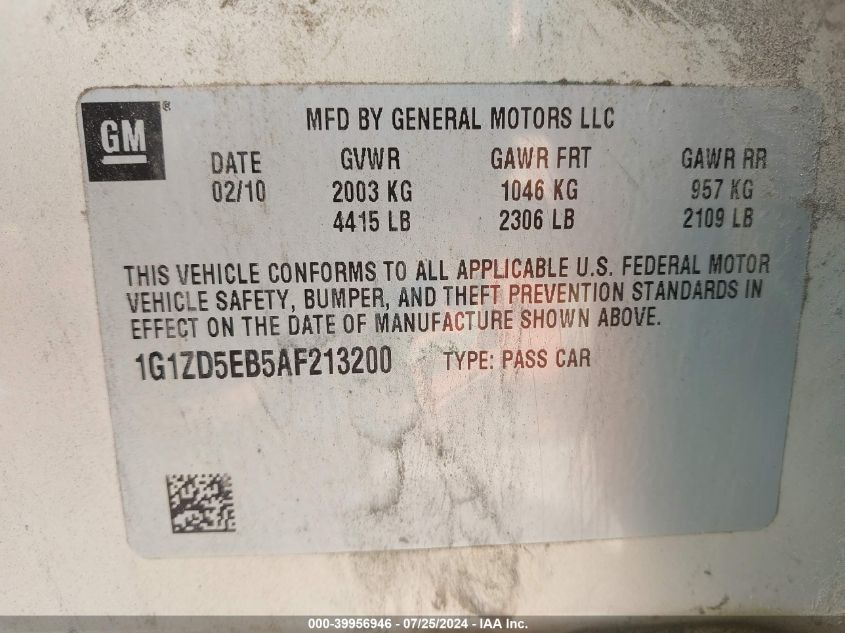 GM®
MFD BY GENERAL MOTORS LLC
DATE GVWR GAWR FRT GAWR RR
02/10 2003 KG 1046 KG 957 KG
4415 LB 2306 LB 2109 LB
THIS VEHICLE CONFORMS TO ALL APPLICABLE U.S. FEDERAL MOTOR
VEHICLE SAFETY, BUMPER, AND THEFT PREVENTION STANDARDS IN
EFFECT ON THE DATE OF MANUFACTURE SHOWN ABOVE.
1G1ZD5EB5AF213200 TYPE: PASS CAR
000-39956946 - 07/25/2024 - IAA Inc.